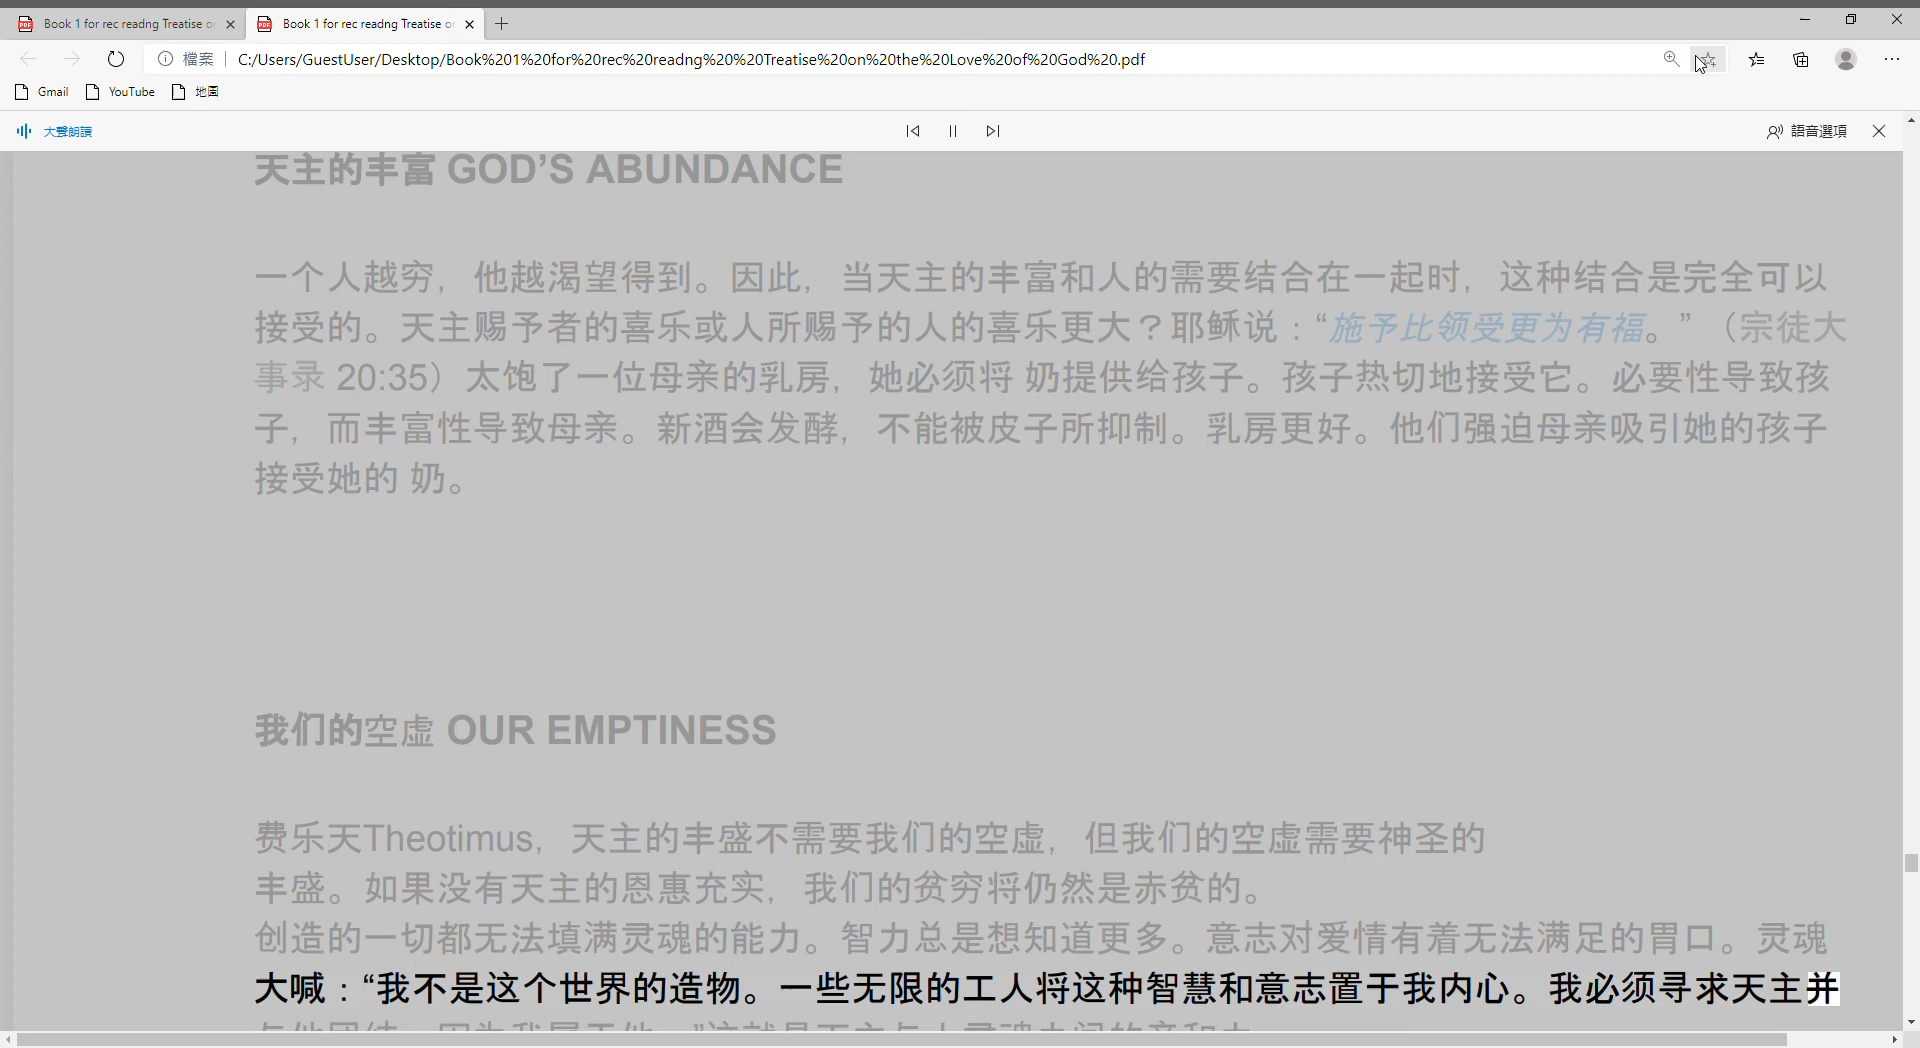 Book 1 for rec readng Treatise or
Book 1 for rec readng Treatise or
檔案
C:/Users/GuestUser/Desktop/Book%201%20for%20rec%20readng%20%20Treatise%20on%20the%20Love%20of%20God%20.pdf
Gmail
YouTube
地圖
大聲朗讀
語音選項
天主的丰富 GOD’S ABUNDANCE
一个人越穷，他越渴望得到。因此，当天主的丰富和人的需要结合在一起时，这种结合是完全可以
接受的。天主赐予者的喜乐或人所赐予的人的喜乐更大？耶稣说：“施予比领受更为有福。”（宗徒大
事录 20:35）太饱了一位母亲的乳房，她必须将 奶提供给孩子。孩子热切地接受它。必要性导致孩
子，而丰富性导致母亲。新酒会发酵，不能被皮子所抑制。乳房更好。他们强迫母亲吸引她的孩子
接受她的 奶。
我们的空虚 OUR EMPTINESS
费乐天Theotimus，天主的丰盛不需要我们的空虚，但我们的空虚需要神圣的
丰盛。如果没有天主的恩惠充实，我们的贫穷将仍然是赤贫的。
创造的一切都无法填满灵魂的能力。智力总是想知道更多。意志对爱情有着无法满足的胃口。灵魂
大喊：“我不是这个世界的造物。一些无限的工人将这种智慧和意志置于我内心。我必须寻求天主并